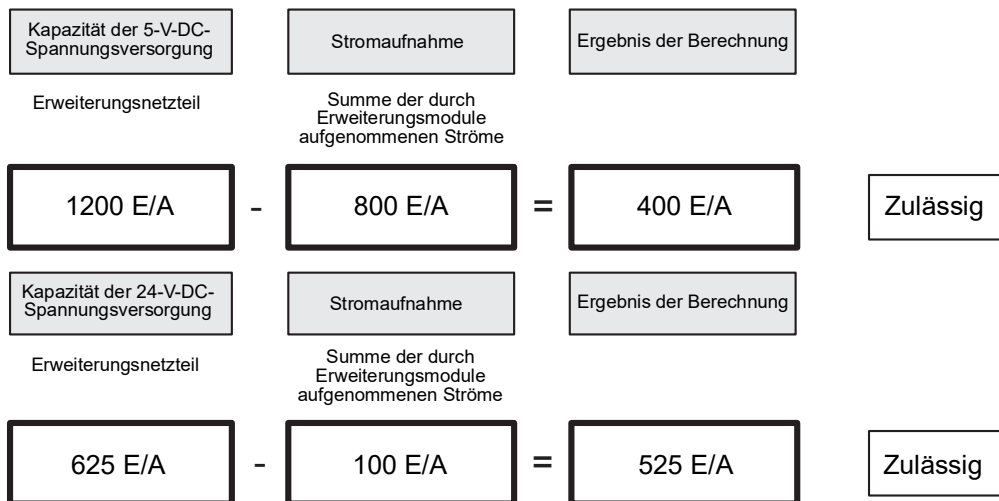 Kapazität der 5-V-DC-
Spannungsversorgung
Stromaufnahme
Ergebnis der Berechnung
Erweiterungsnetzteil
Summe der durch
Erweiterungsmodule
aufgenommenen Ströme
1200 E/A - 800 E/A = 400 E/A Zulässig
Kapazität der 24-V-DC-
Spannungsversorgung
Stromaufnahme
Ergebnis der Berechnung
Erweiterungsnetzteil
Summe der durch
Erweiterungsmodule
aufgenommenen Ströme
625 E/A - 100 E/A = 525 E/A Zulässig